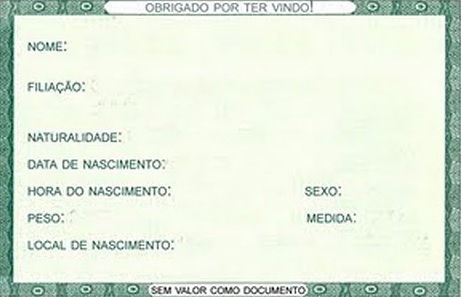 OBRIGADO POR TER VINDO!
NOME:
FILIAÇÃO:
NATURALIDADE:
DATA DE NASCIMENTO:
HORA DO NASCIMENTO: SEXO:
PESO: MEDIDA:
LOCAL DE NASCIMENTO:
SEM VALOR COMO DOCUMENTO